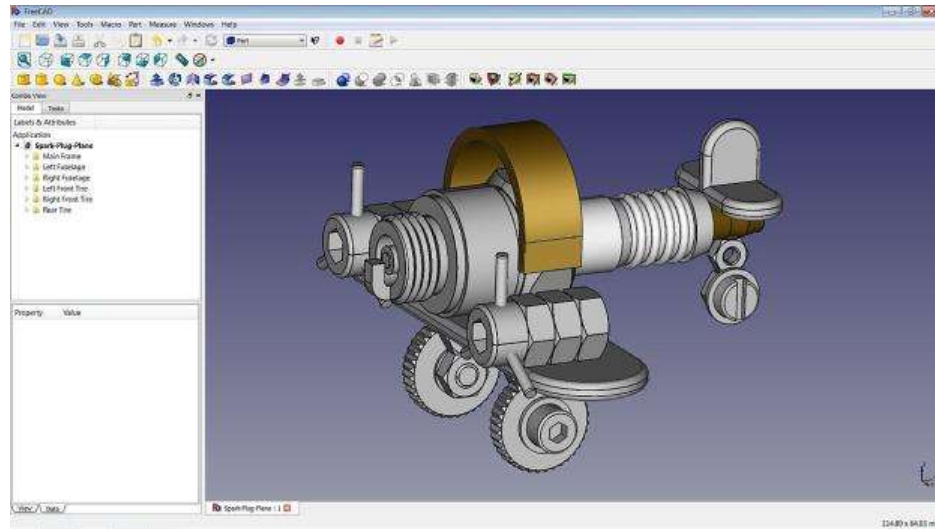 FreeCAD
File Edit View Tools Macro Part Measure Windows Help
Part
Combo View
Model Tasks
Labels & Attributes
Application
Spark-Plug-Plane
Main Frame
Left Fuselage
Right Fuselage
Left Front Tire
Right Front Tire
Rear Tire
Property Value
View Data
Spark-Plug-Plane : 1